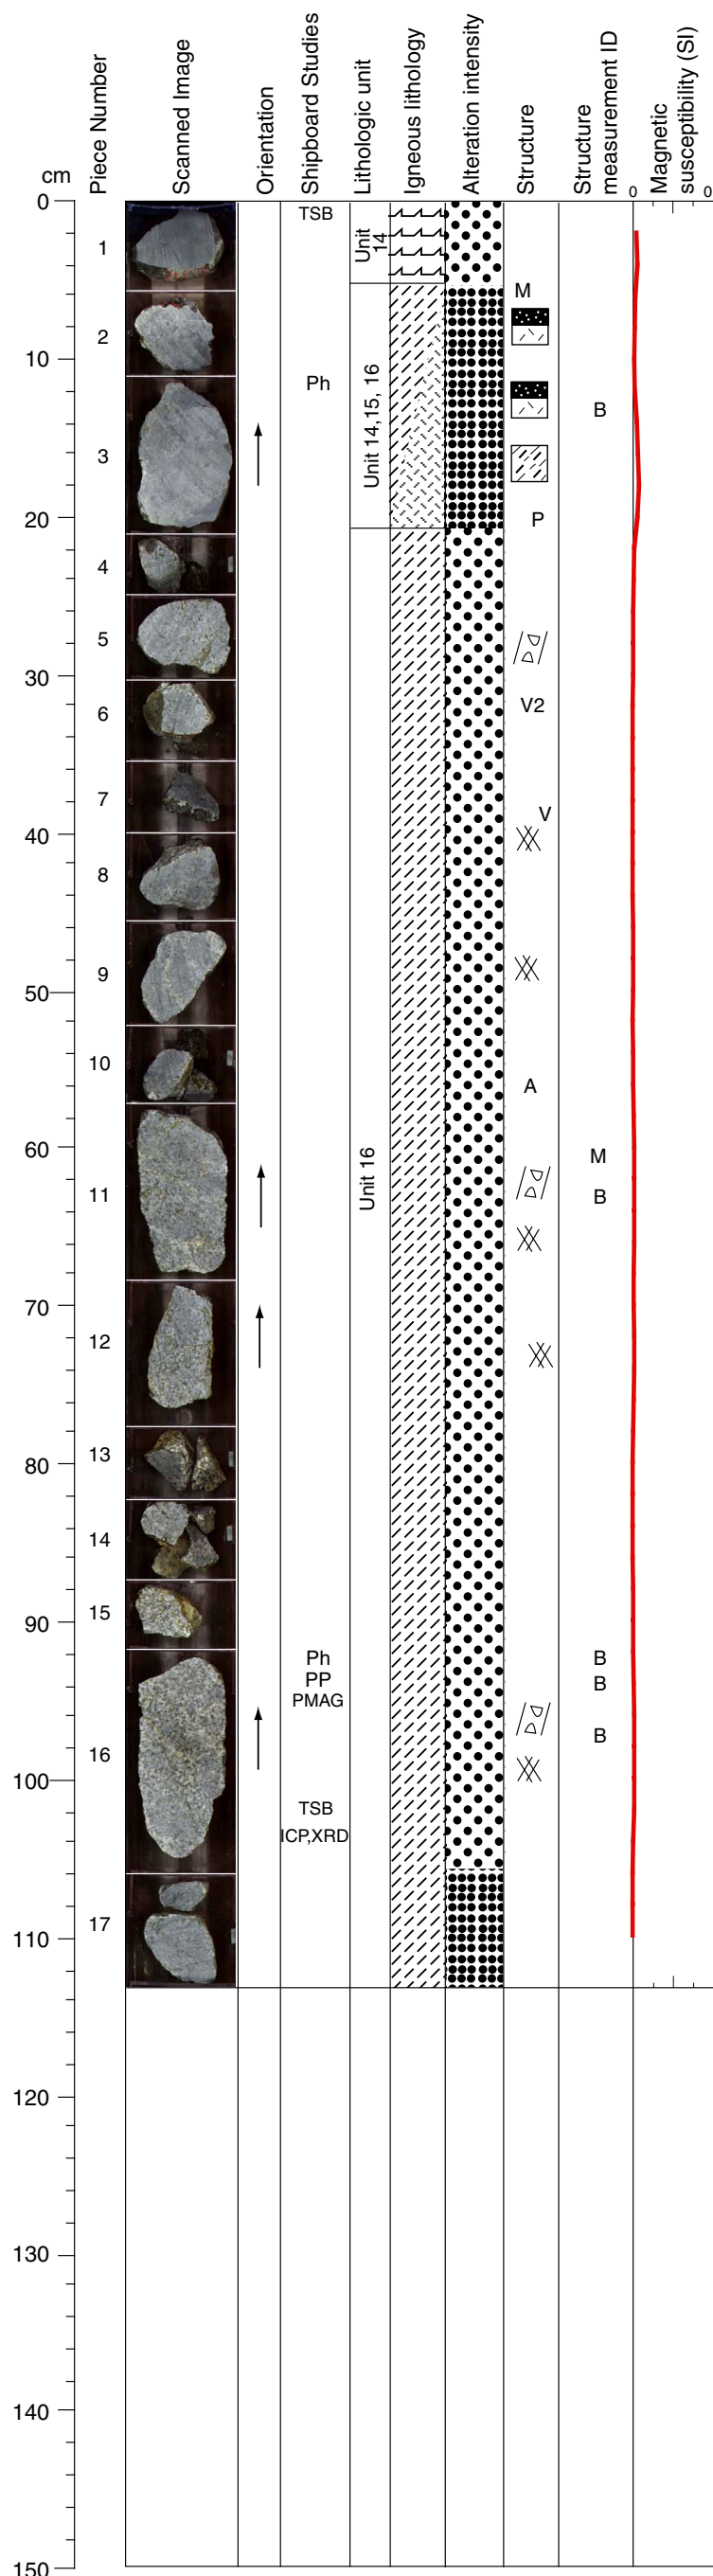 cm
Piece Number
Scanned Image
Orientation
Shipboard Studies
Lithologic unit
Igneous lithology
Alteration intensity
Structure
Structure
measurement ID
Magnetic
susceptibility (SI)
0
0
0
TSB
1
Unit
14
M
2
10
Ph
B
Unit 14,15, 16
3
20
P
4
5
30
6
V2
7
V
40
8
9
50
10
A
60
M
Unit 16
11
B
70
12
13
80
14
15
90
Ph
B
PP
B
PMAG
B
16
100
TSB
ICP,XRD
17
110
120
130
140
150